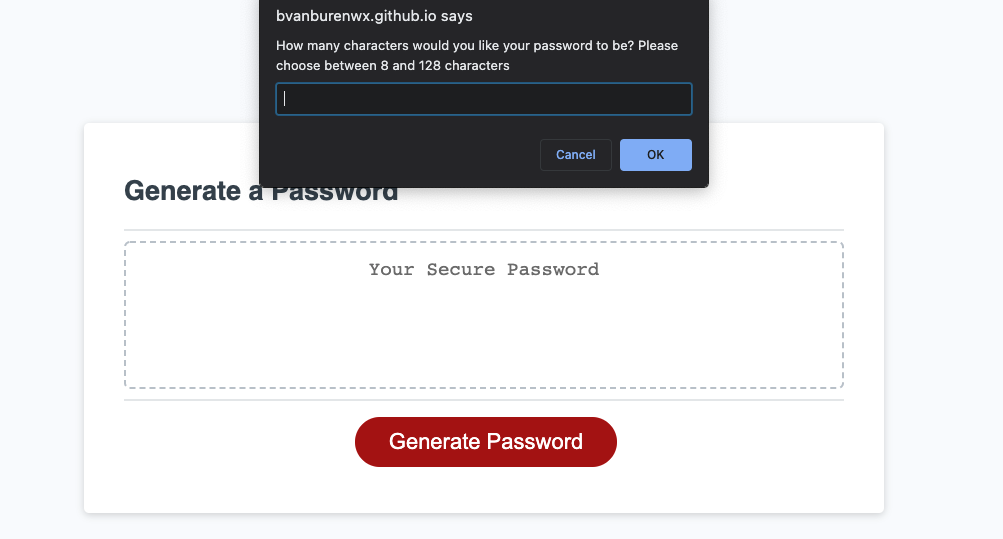 bvanburenwx.github.io says
How many characters would you like your password to be? Please
choose between 8 and 128 characters
Cancel
OK
Generate a Password
Your Secure Password
Generate Password